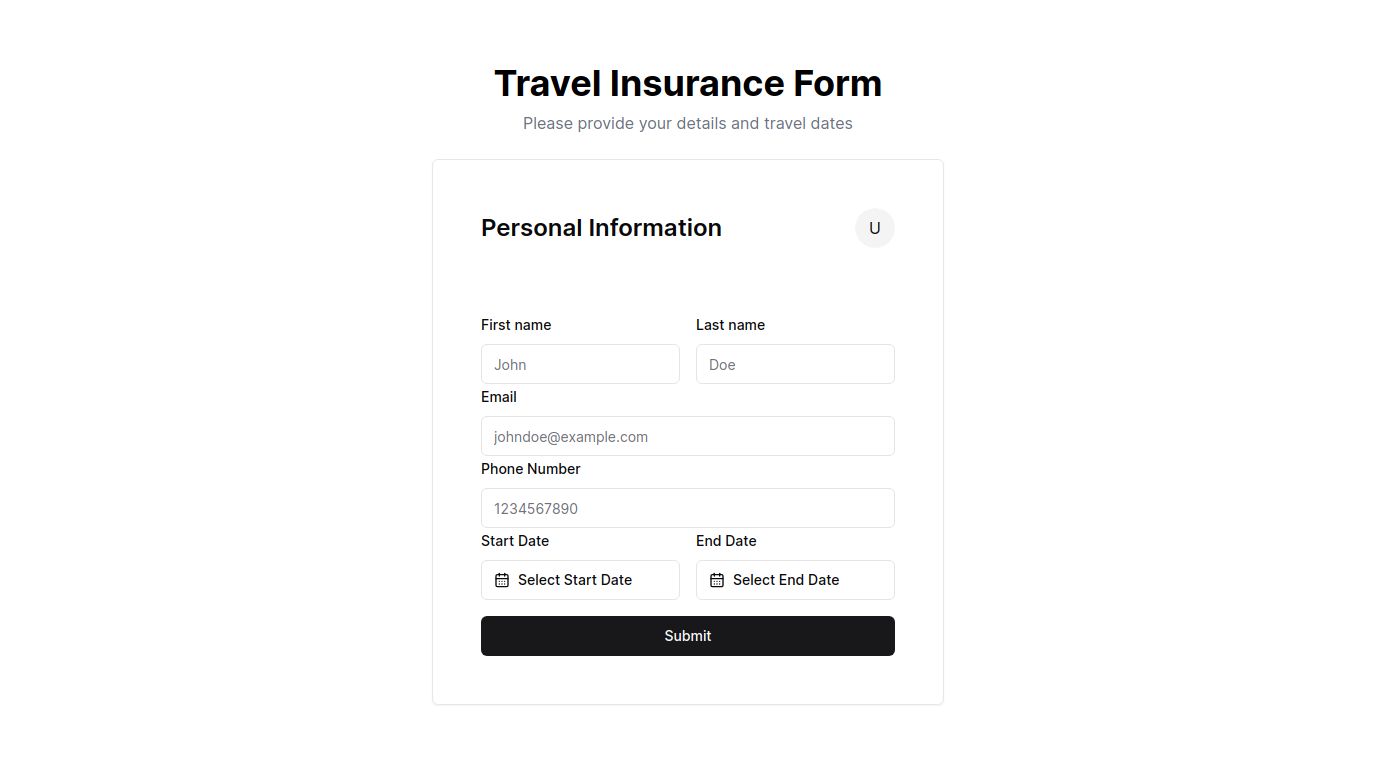 Travel Insurance Form
Please provide your details and travel dates
Personal Information
U
First name
Last name
John
Doe
Email
johndoe@example.com
Phone Number
1234567890
Start Date
End Date
Select Start Date
Select End Date
Submit